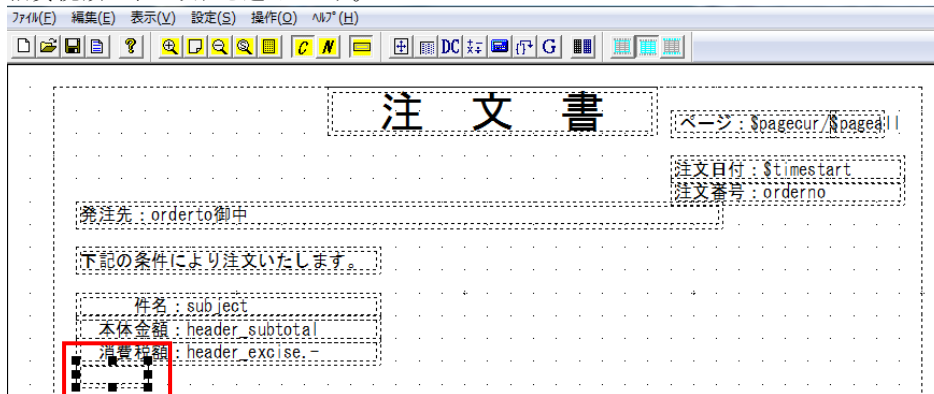 ファイル(F) 編集(E) 表示(V) 設定(S) 操作(O) ヘルプ(H)
C N DC G
注 文 書
ページ：$pagecur/$pageall
注文日付：$timestart
注文番号：orderno
発注先：orderto御中
下記の条件により注文いたします。
件名：subject
本体金額：header_subtotal
消費税額：header_excise.−